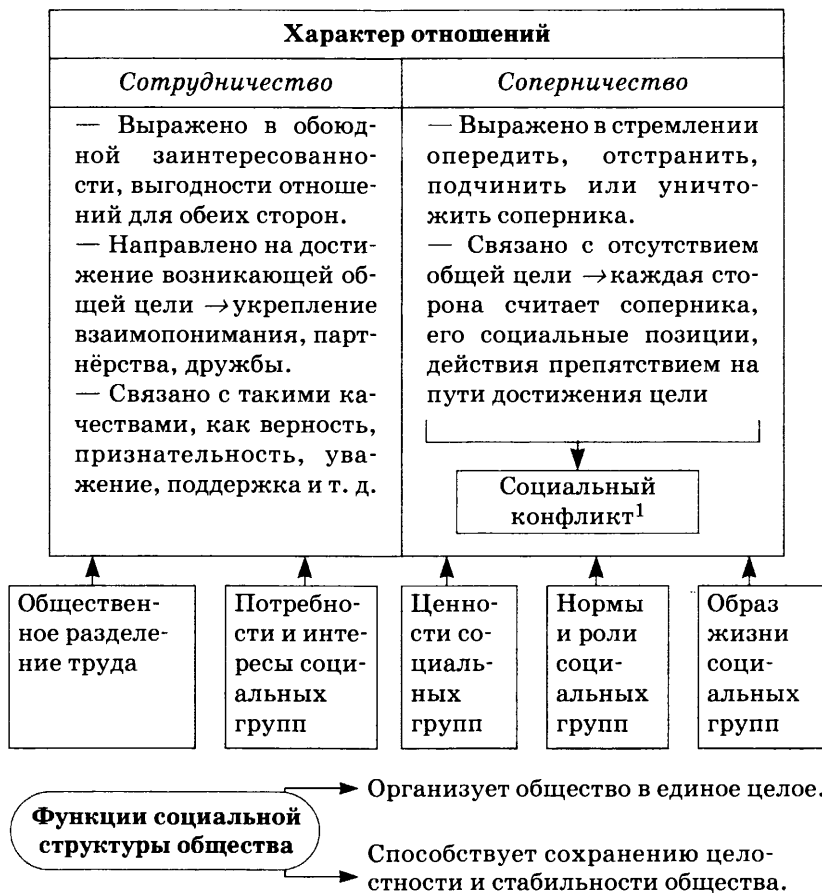 Характер отношений
Сотрудничество
— Выражено в обоюд-
ной заинтересованно-
сти, выгодности отноше-
ний для обеих сторон.
— Направлено на дости-
жение возникающей об-
щей цели →укрепление
взаимопонимания, парт-
нёрства, дружбы.
— Связано с такими ка-
чествами, как верность,
признательность, ува-
жение, поддержка и т. д.
Соперничество
— Выражено в стремлении
опередить, отстранить,
подчинить или уничто-
жить соперника.
— Связано с отсутствием
общей цели →каждая сто-
рона считает соперника,
его социальные позиции,
действия препятствием на
пути достижения цели
Социальный
конфликт¹
Обществен-
ное разделе-
ние труда
Потребно-
сти и инте-
ресы соци-
альных
групп
Ценно-
сти со-
циаль-
ных
групп
Нормы
и роли
соци-
альных
групп
Образ
жизни
соци-
альных
групп
Функции социальной
структуры общества
Организует общество в единое целое.
Способствует сохранению цело-
стности и стабильности общества.